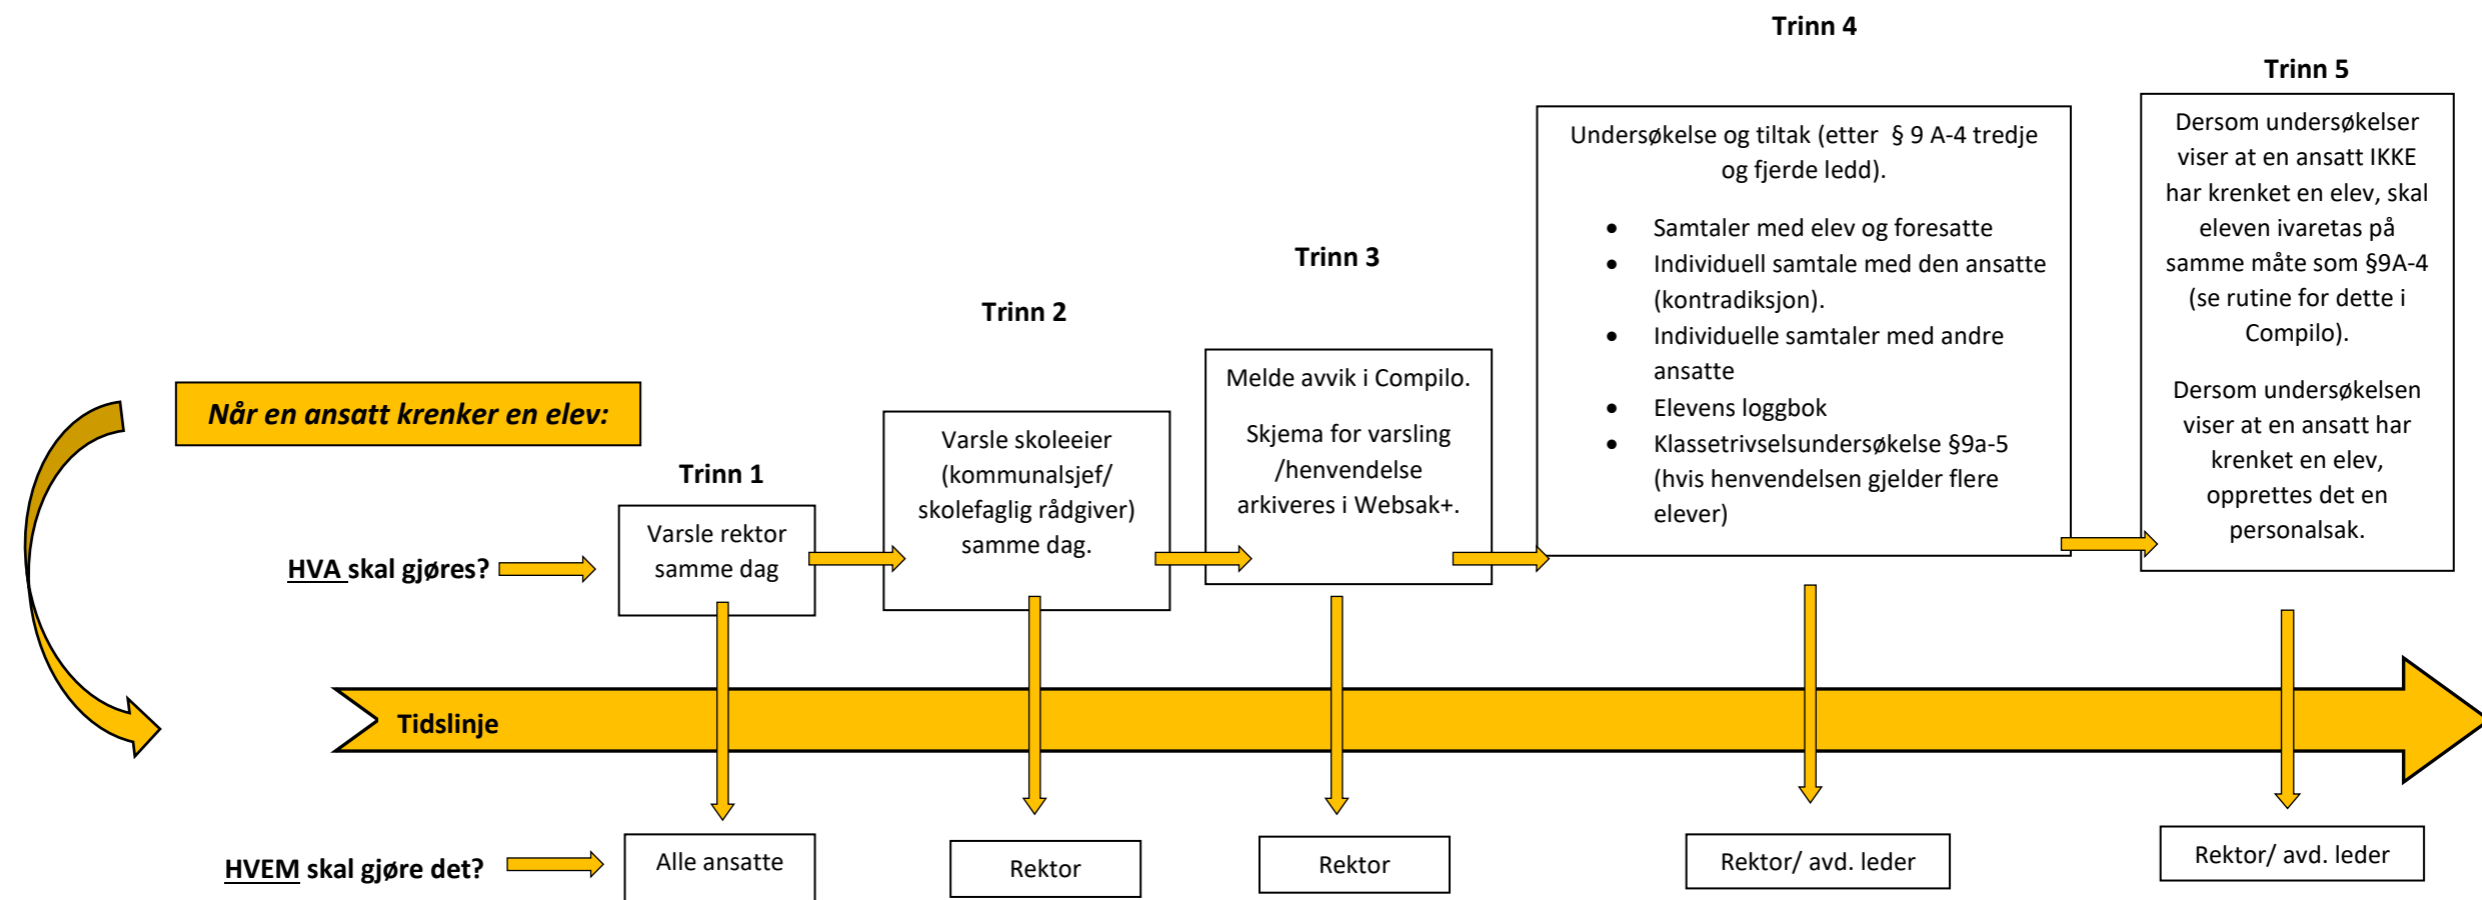 Når en ansatt krenker en elev:
HVA skal gjøres?
Trinn 1
Varsle rektor
samme dag
Trinn 2
Varsle skoleeier
(kommunalsjef/
skolefaglig rådgiver)
samme dag.
Trinn 3
Melde avvik i Compilo.
Skjema for varsling
/henvendelse
arkiveres i Websak+.
Trinn 4
Undersøkelse og tiltak (etter  § 9 A-4 tredje
og fjerde ledd).
• Samtaler med elev og foresatte
• Individuell samtale med den ansatte
(kontradiksjon).
• Individuelle samtaler med andre
ansatte
• Elevens loggbok
• Klassetrivselsundersøkelse §9a-5
(hvis henvendelsen gjelder flere
elever)
Trinn 5
Dersom undersøkelser
viser at en ansatt IKKE
har krenket en elev, skal
eleven ivaretas på
samme måte som §9A-4
(se rutine for dette i
Compilo).
Dersom undersøkelsen
viser at en ansatt har
krenket en elev,
opprettes det en
personalsak.
Tidslinje
HVEM skal gjøre det?
Alle ansatte
Rektor
Rektor
Rektor/ avd. leder
Rektor/ avd. leder